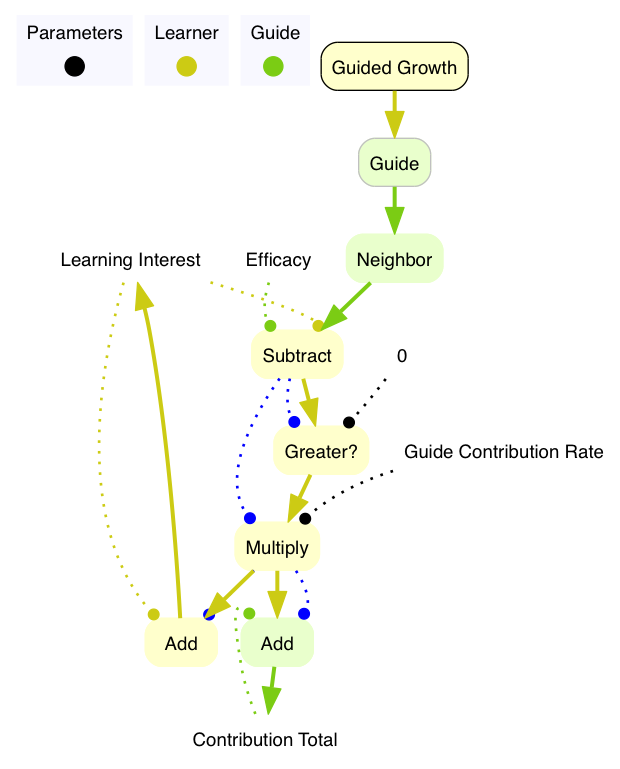 Parameters
Learner
Guide
Guided Growth
Guide
Neighbor
Learning Interest
Efficacy
Subtract
0
Greater?
Guide Contribution Rate
Multiply
Add
Add
Contribution Total